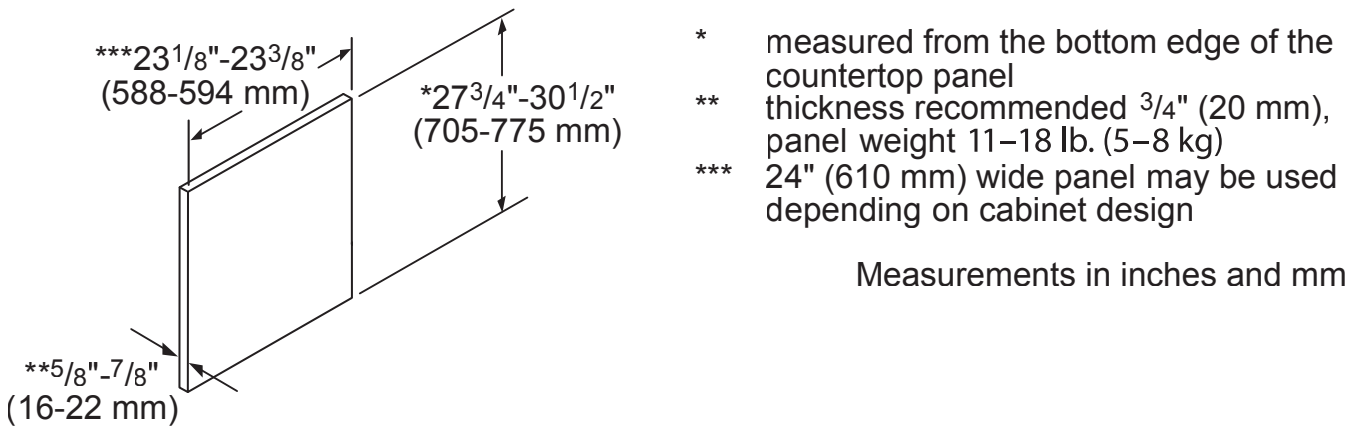 ***23 1/8"-23 3/8"
(588-594 mm)
*27 3/4"-30 1/2"
(705-775 mm)
**5/8"-7/8"
(16-22 mm)
* measured from the bottom edge of the
countertop panel
** thickness recommended 3/4" (20 mm),
panel weight 11–18 lb. (5–8 kg)
*** 24" (610 mm) wide panel may be used
depending on cabinet design
Measurements in inches and mm